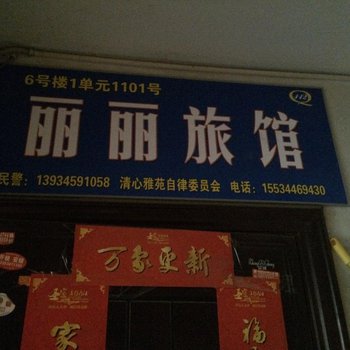 6号楼1单元1101号
丽丽旅馆
民警：13934591058 清心雅苑自律委员会 电话：15534469430
万象更新
家
福